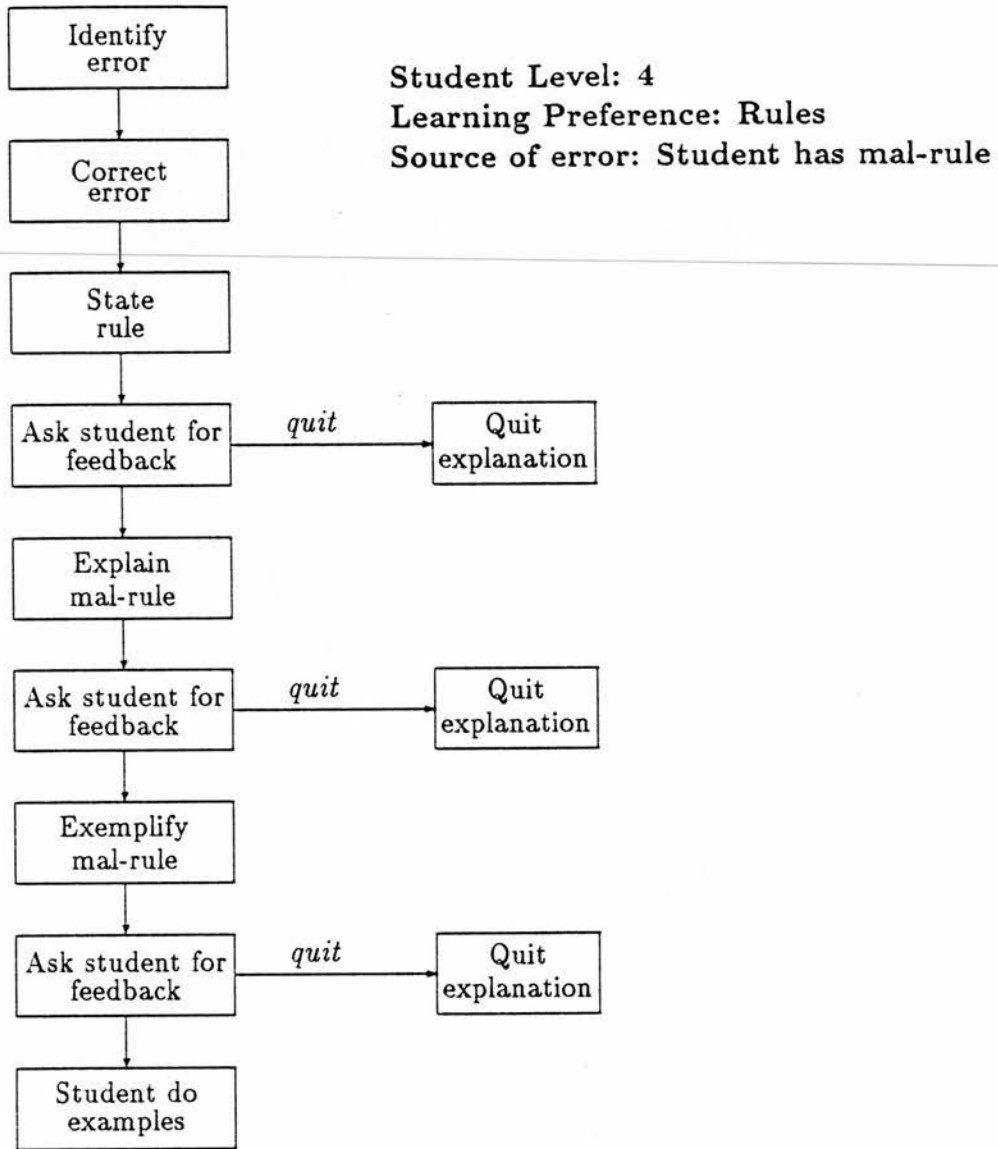 Identify
error
Student Level: 4
Learning Preference: Rules
Source of error: Student has mal-rule
Correct
error
State
rule
Ask student for
feedback
quit
Quit
explanation
Explain
mal-rule
Ask student for
feedback
quit
Quit
explanation
Exemplify
mal-rule
Ask student for
feedback
quit
Quit
explanation
Student do
examples